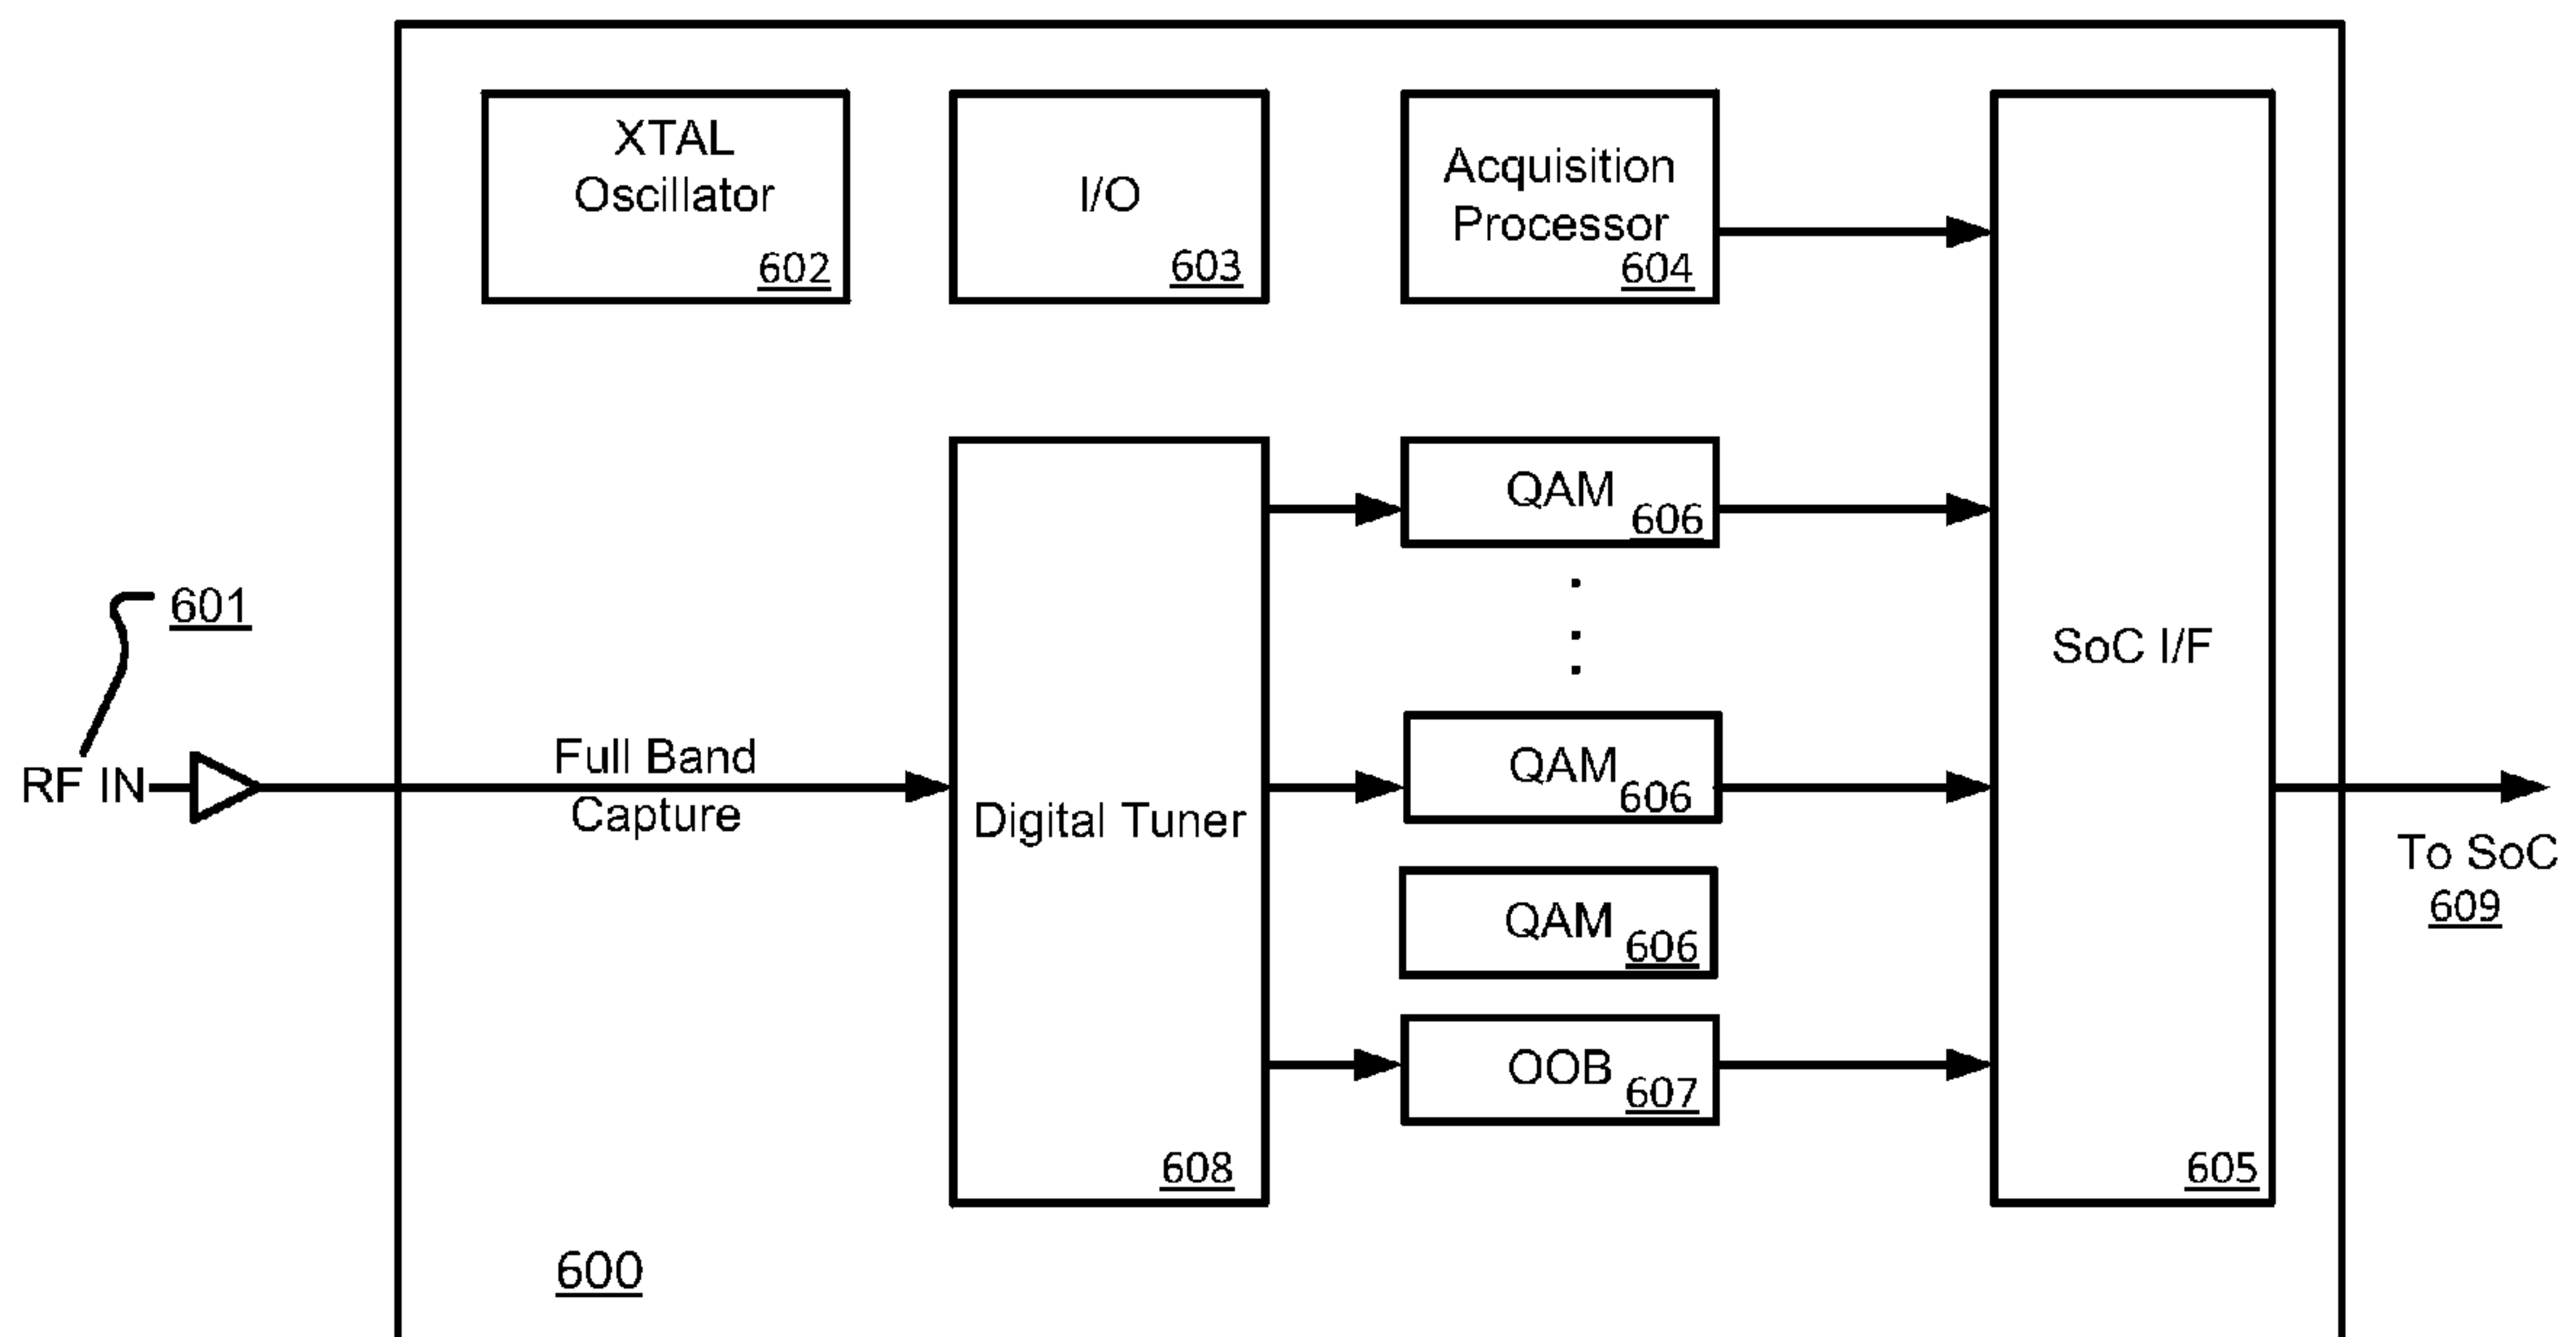 XTAL
Oscillator
602
I/O
603
Acquisition
Processor
604
QAM
606
601
SoC I/F
RF IN
Full Band
Capture
Digital Tuner
QAM
606
To SoC
609
QAM
606
OOB
607
608
605
600